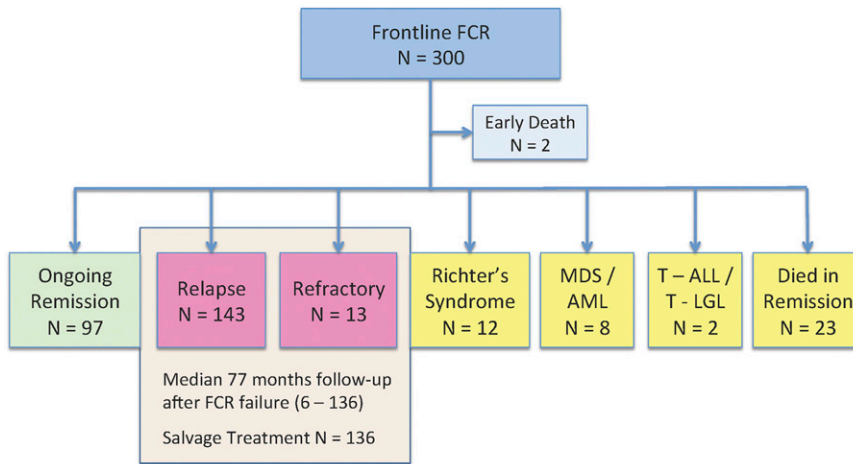 Frontline FCR
N = 300
Early Death
N = 2
Ongoing
Remission
N = 97
Relapse
N = 143
Refractory
N = 13
Richter’s
Syndrome
N = 12
MDS /
AML
N = 8
T – ALL /
T - LGL
N = 2
Died in
Remission
N = 23
Median 77 months follow-up
after FCR failure (6 – 136)
Salvage Treatment N = 136